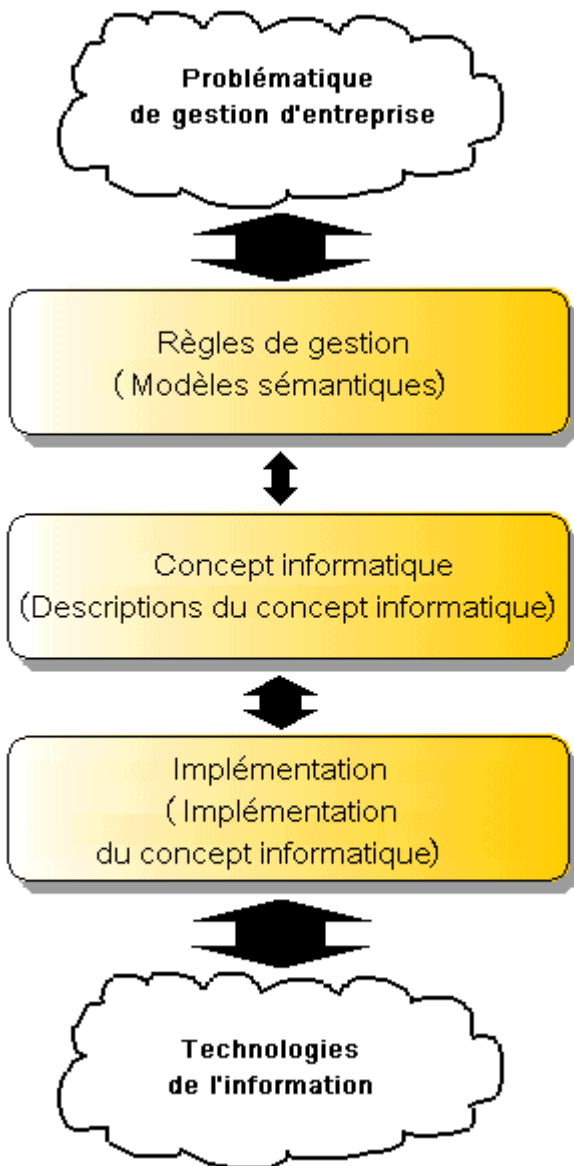 Problématique
de gestion d'entreprise
Règles de gestion
( Modèles sémantiques)
Concept informatique
(Descriptions du concept informatique)
Implémentation
( Implémentation
du concept informatique)
Technologies
de l'information